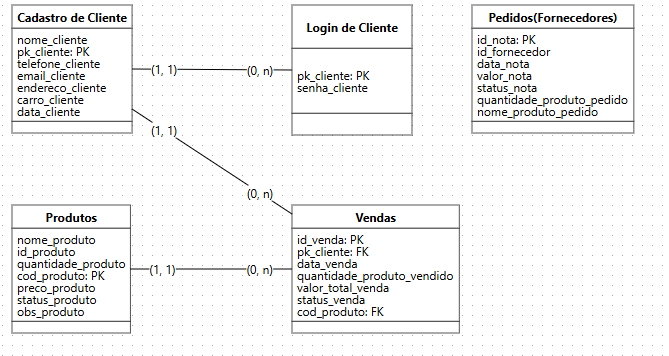 Cadastro de Cliente
nome_cliente
pk_cliente: PK
telefone_cliente
email_cliente
endereco_cliente
carro_cliente
data_cliente
(1, 1)
(0, n)
Login de Cliente
pk_cliente: PK
senha_cliente
Pedidos(Fornecedores)
id_nota: PK
id_fornecedor
data_nota
valor_nota
status_nota
quantidade_produto_pedido
nome_produto_pedido
(1, 1)
(0, n)
Produtos
nome_produto
id_produto
quantidade_produto
cod_produto: PK
preco_produto
status_produto
obs_produto
(1, 1)
(0, n)
Vendas
id_venda: PK
pk_cliente: FK
data_venda
quantidade_produto_vendido
valor_total_venda
status_venda
cod_produto: FK